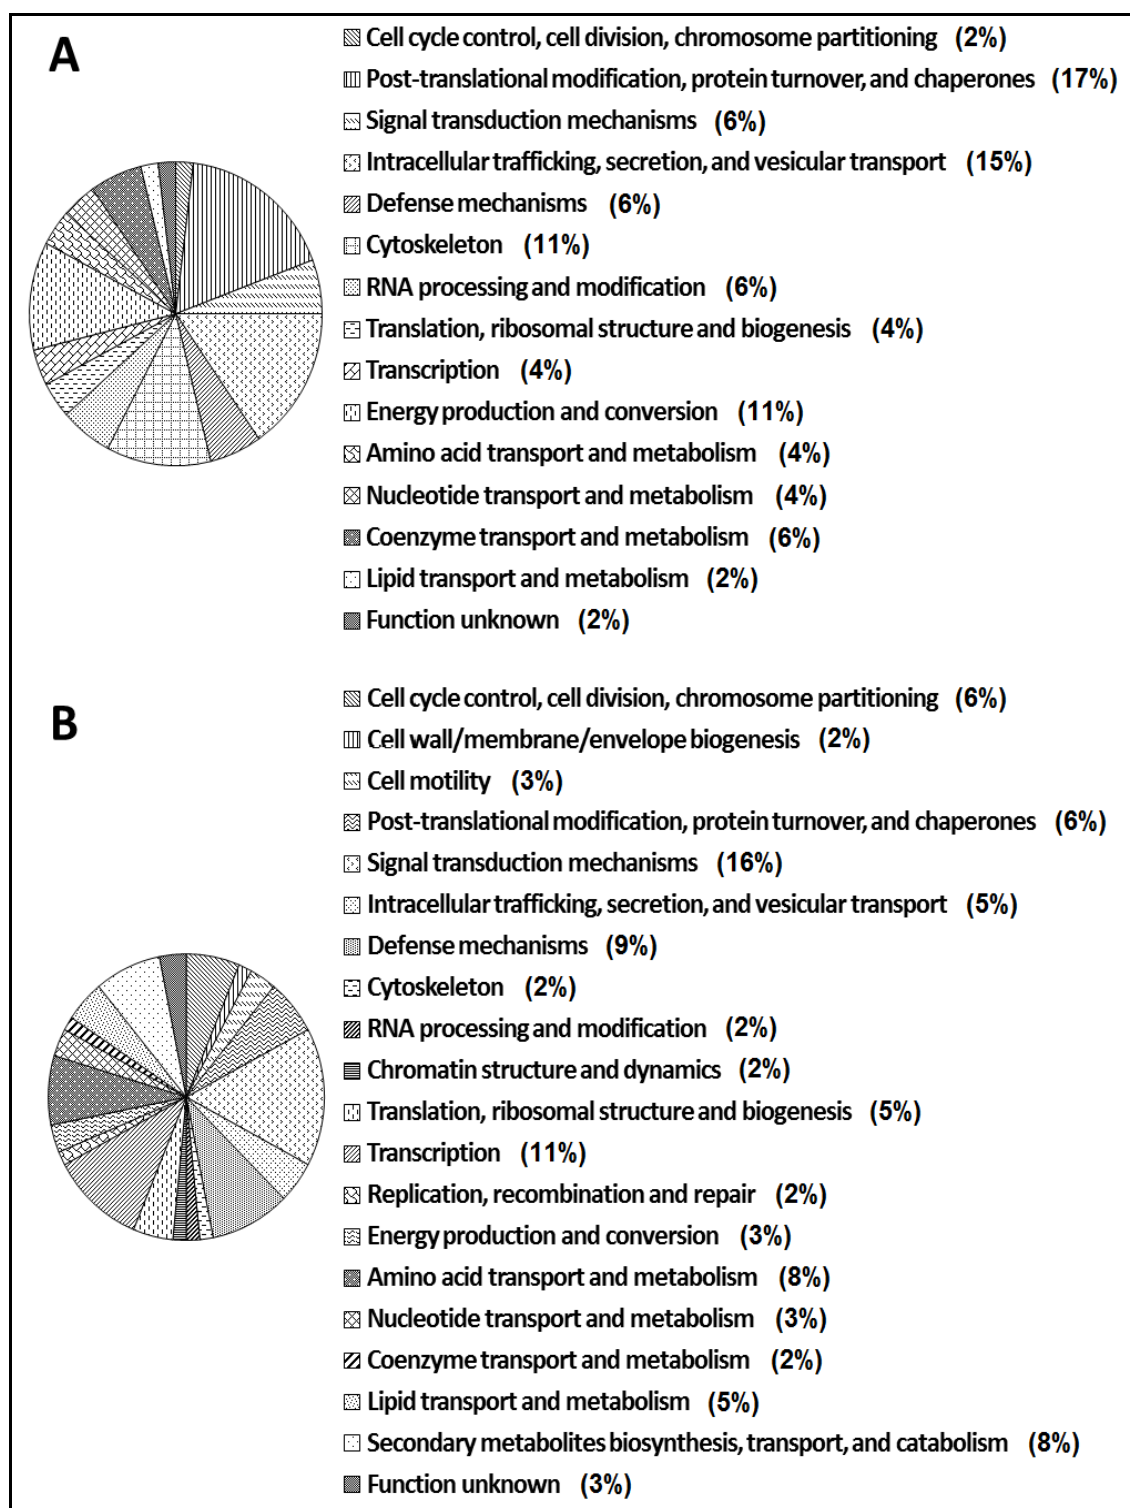 A
Cell cycle control, cell division, chromosome partitioning (2%)
Post-translational modification, protein turnover, and chaperones (17%)
Signal transduction mechanisms (6%)
Intracellular trafficking, secretion, and vesicular transport (15%)
Defense mechanisms (6%)
Cytoskeleton (11%)
RNA processing and modification (6%)
Translation, ribosomal structure and biogenesis (4%)
Transcription (4%)
Energy production and conversion (11%)
Amino acid transport and metabolism (4%)
Nucleotide transport and metabolism (4%)
Coenzyme transport and metabolism (6%)
Lipid transport and metabolism (2%)
Function unknown (2%)
B
Cell cycle control, cell division, chromosome partitioning (6%)
Cell wall/membrane/envelope biogenesis (2%)
Cell motility (3%)
Post-translational modification, protein turnover, and chaperones (6%)
Signal transduction mechanisms (16%)
Intracellular trafficking, secretion, and vesicular transport (5%)
Defense mechanisms (9%)
Cytoskeleton (2%)
RNA processing and modification (2%)
Chromatin structure and dynamics (2%)
Translation, ribosomal structure and biogenesis (5%)
Transcription (11%)
Replication, recombination and repair (2%)
Energy production and conversion (3%)
Amino acid transport and metabolism (8%)
Nucleotide transport and metabolism (3%)
Coenzyme transport and metabolism (2%)
Lipid transport and metabolism (5%)
Secondary metabolites biosynthesis, transport, and catabolism (8%)
Function unknown (3%)